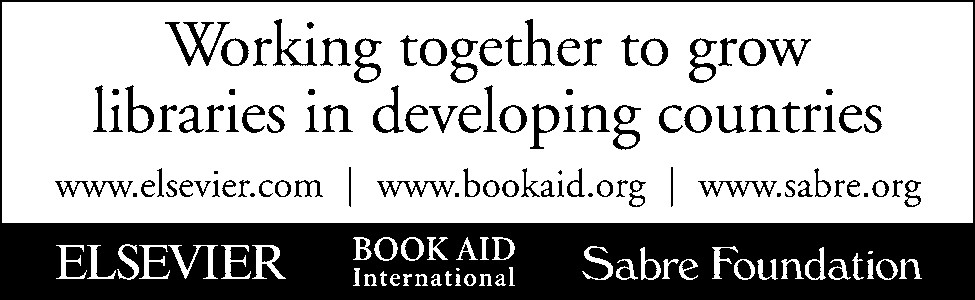 Working together to grow
libraries in developing countries
www.elsevier.com | www.bookaid.org | www.sabre.org
ELSEVIER
BOOK AID
International
Sabre Foundation